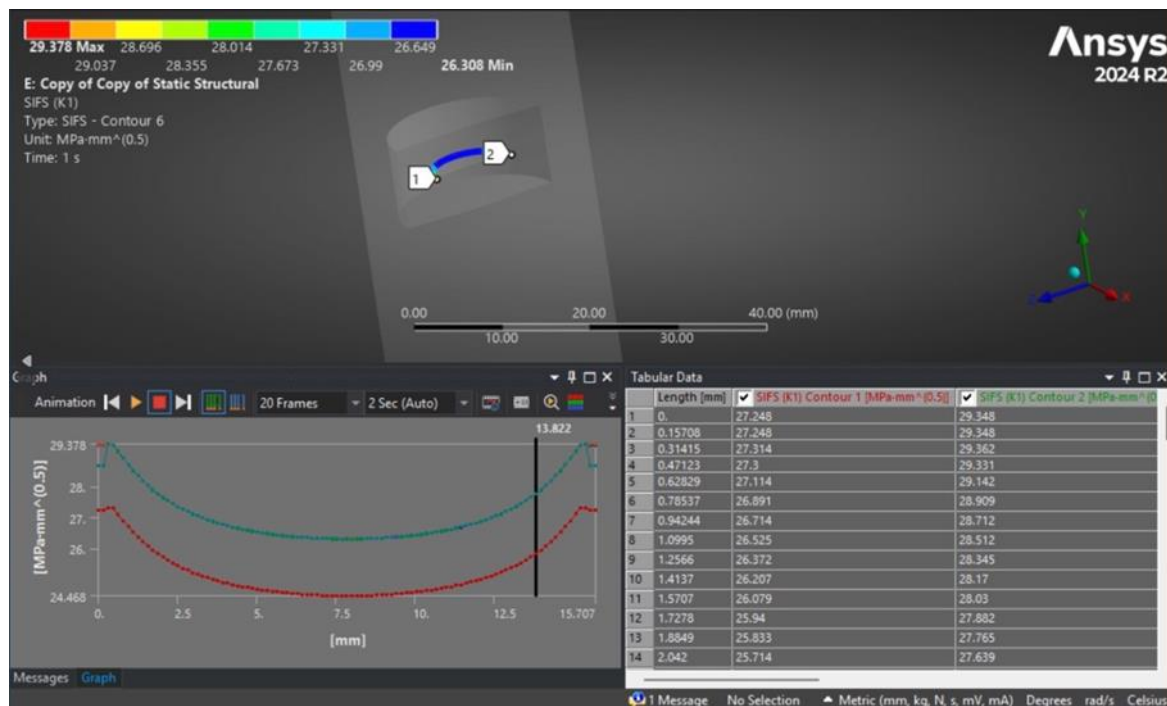 29.378 Max 28.696 28.014 27.331 26.649
29.037 28.355 27.673 26.99 26.308 Min
E: Copy of Copy of Static Structural
SIFS (K1)
Type: SIFS - Contour 6
Unit: MPa·mm^(0.5)
Time: 1 s
Ansys
2024 R2
1
2
Y
Z
X
0.00 20.00 40.00 (mm)
10.00 30.00
Graph
Animation 20 Frames 2 Sec (Auto)
13.822
29.378
28.
27.
26.
24.468
[MPa·mm^(0.5)]
0. 2.5 5. 7.5 10. 12.5 15.707
[mm]
Messages Graph
Tabular Data
Length [mm] SIFS (K1) Contour 1 [MPa·mm^(0.5)] SIFS (K1) Contour 2 [MPa·mm^(0
1 0. 27.248 29.348
2 0.15708 27.248 29.348
3 0.31415 27.314 29.362
4 0.47123 27.3 29.331
5 0.62829 27.114 29.142
6 0.78537 26.891 28.909
7 0.94244 26.714 28.712
8 1.0995 26.525 28.512
9 1.2566 26.372 28.345
10 1.4137 26.207 28.17
11 1.5707 26.079 28.03
12 1.7278 25.94 27.882
13 1.8849 25.833 27.765
14 2.042 25.714 27.639
1 Message No Selection Metric (mm, kg, N, s, mV, mA) Degrees rad/s Celsius